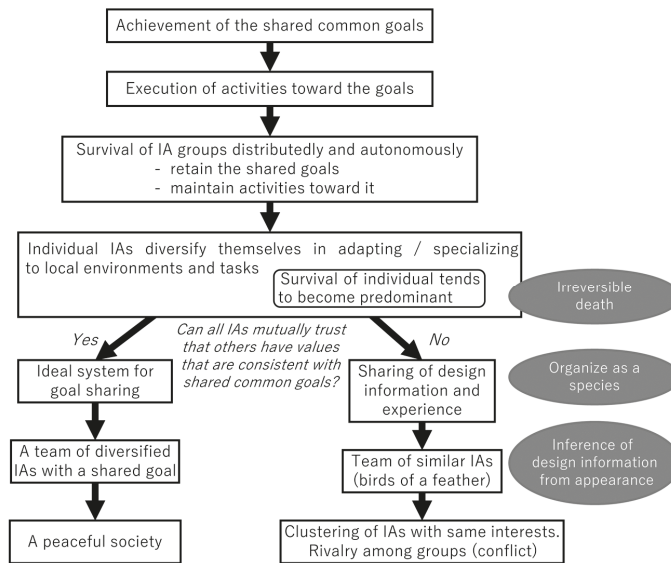 Achievement of the shared common goals
Execution of activities toward the goals
Survival of IA groups distributedly and autonomously
- retain the shared goals
- maintain activities toward it
Individual IAs diversify themselves in adapting / specializing
to local environments and tasks
Survival of individual tends
to become predominant
Irreversible
death
Yes
Can all IAs mutually trust
that others have values
that are consistent with
shared common goals?
No
Ideal system for
goal sharing
Sharing of design
information and
experience
Organize as a
species
A team of diversified
IAs with a shared goal
Team of similar IAs
(birds of a feather)
Inference of
design information
from appearance
A peaceful society
Clustering of IAs with same interests.
Rivalry among groups (conflict)